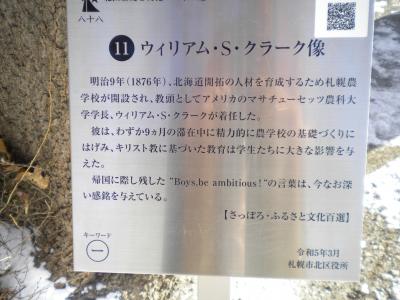 八十八
11 ウィリアム・S・クラーク像
明治9年（1876年）、北海道開拓の人材を育成するため札幌農
学校が開設され、教頭としてアメリカのマサチューセッツ農科大
学学長、ウィリアム・S・クラークが着任した。
彼は、わずか9ヵ月の滞在中に精力的に農学校の基礎づくりに
はげみ、キリスト教に基づいた教育は学生たちに大きな影響を与
えた。
帰国に際し残した "Boys,be ambitious!"の言葉は、今なお深
い感銘を与えている。
【さっぽろ・ふるさと文化百選】
キーワード
一
令和5年3月
札幌市北区役所